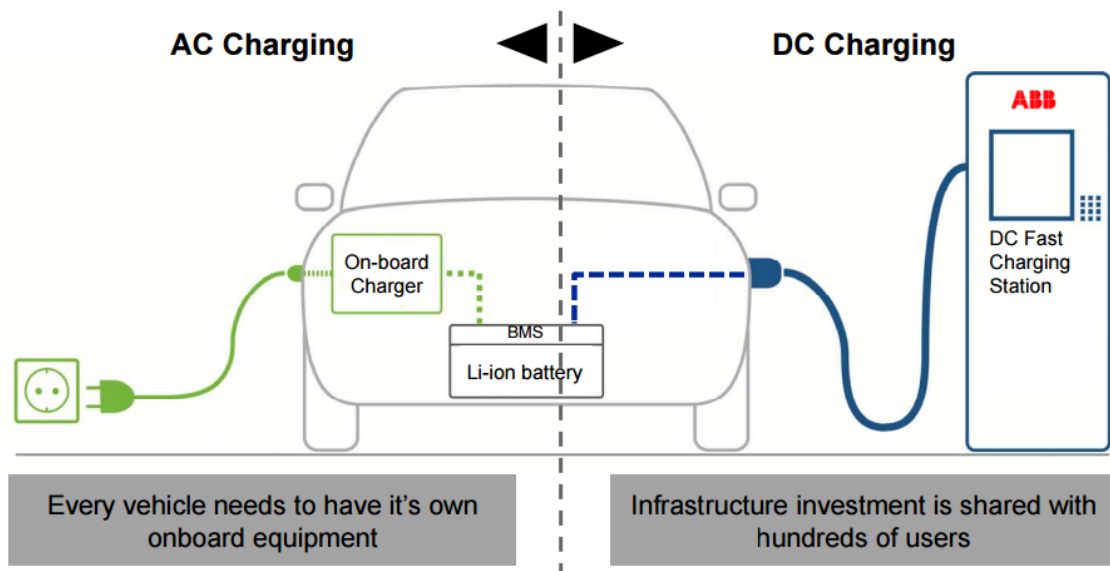 AC Charging
DC Charging
ABB
DC Fast
Charging
Station
On-board
Charger
BMS
Li-ion battery
Every vehicle needs to have it’s own
onboard equipment
Infrastructure investment is shared with
hundreds of users